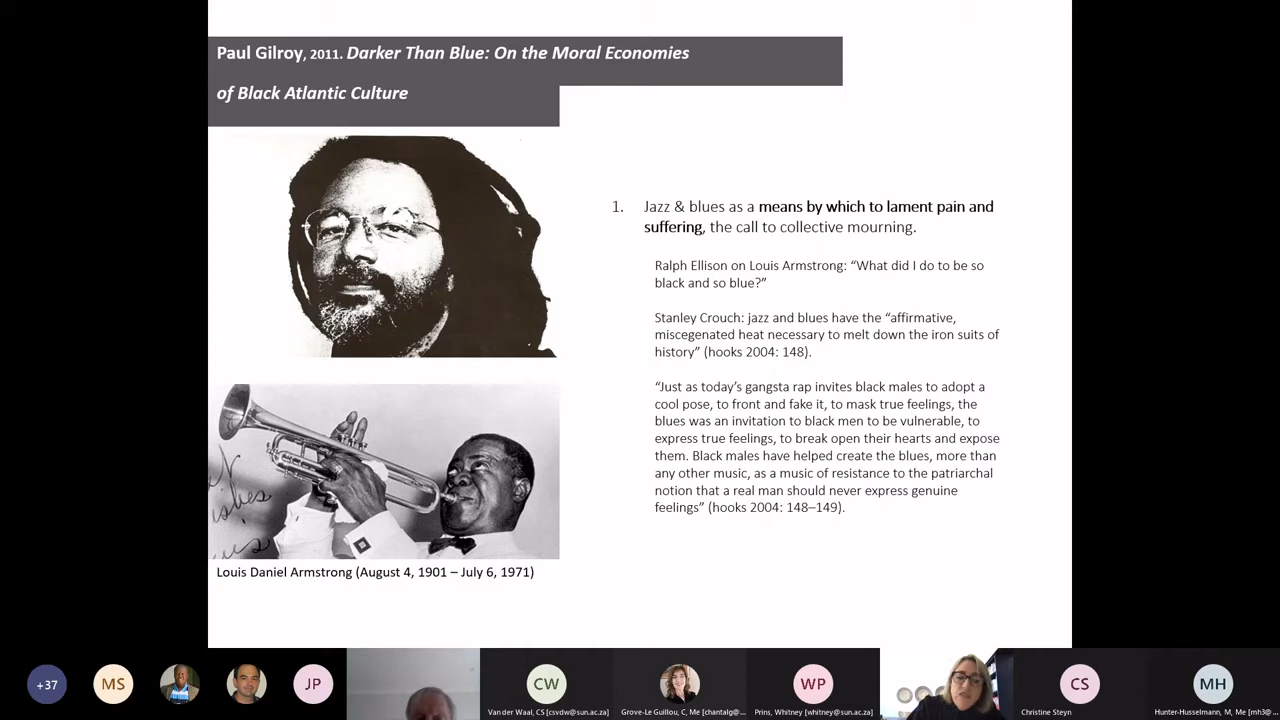 Paul Gilroy, 2011. Darker Than Blue: On the Moral Economies
of Black Atlantic Culture
Louis Daniel Armstrong (August 4, 1901 – July 6, 1971)
1. Jazz & blues as a means by which to lament pain and
suffering, the call to collective mourning.
Ralph Ellison on Louis Armstrong: “What did I do to be so
black and so blue?”
Stanley Crouch: jazz and blues have the “affirmative,
miscegenated heat necessary to melt down the iron suits of
history” (hooks 2004: 148).
“Just as today’s gangsta rap invites black males to adopt a
cool pose, to front and fake it, to mask true feelings, the
blues was an invitation to black men to be vulnerable, to
express true feelings, to break open their hearts and expose
them. Black males have helped create the blues, more than
any other music, as a music of resistance to the patriarchal
notion that a real man should never express genuine
feelings” (hooks 2004: 148–149).
+37
MS
JP
CW
WP
CS
MH
Van der Waal, CS [csvdw@sun.ac.za]
Grove-Le Guillou, C, Me [chantalg@...
Prins, Whitney [whitney@sun.ac.za]
Christine Steyn
Hunter-Husselmann, M, Me [mh3@...